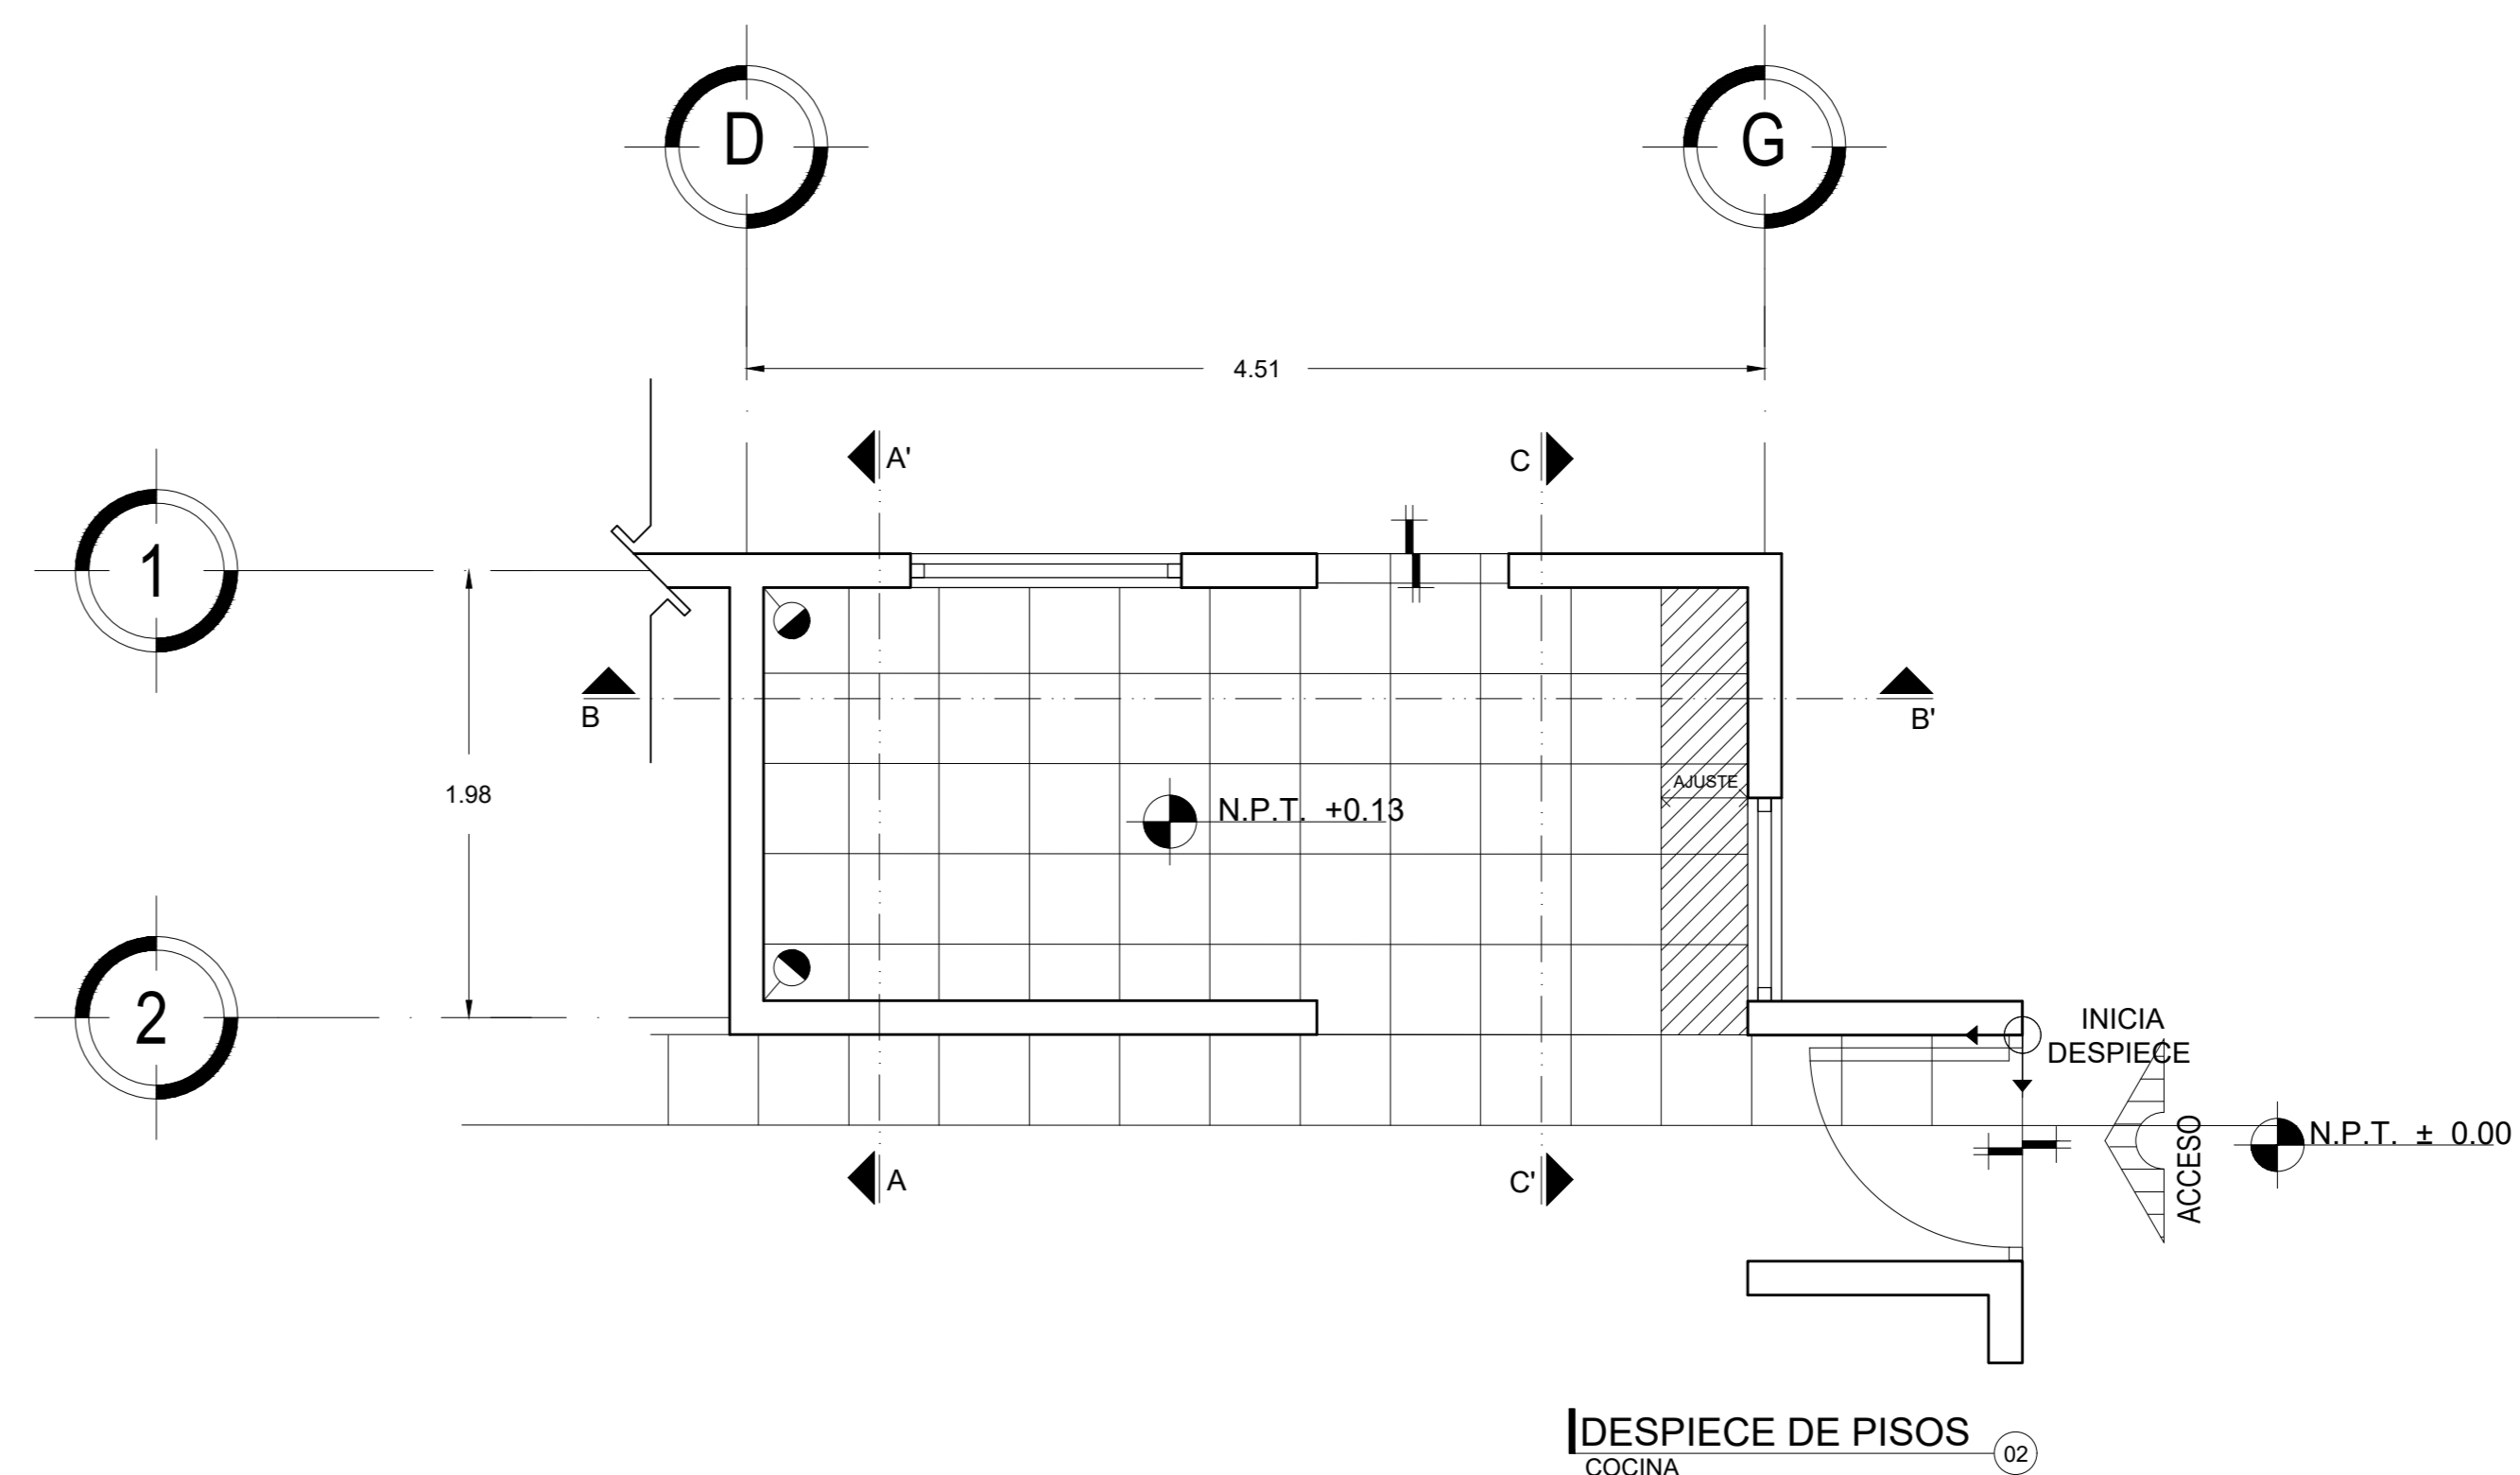 D
G
4.51
A'
C
1
B
B'
AJUSTE
1.98
N.P.T. +0.13
2
INICIA
DESPIECE
ACCESO
N.P.T. ± 0.00
A
C'
DESPIECE DE PISOS
02
COCINA